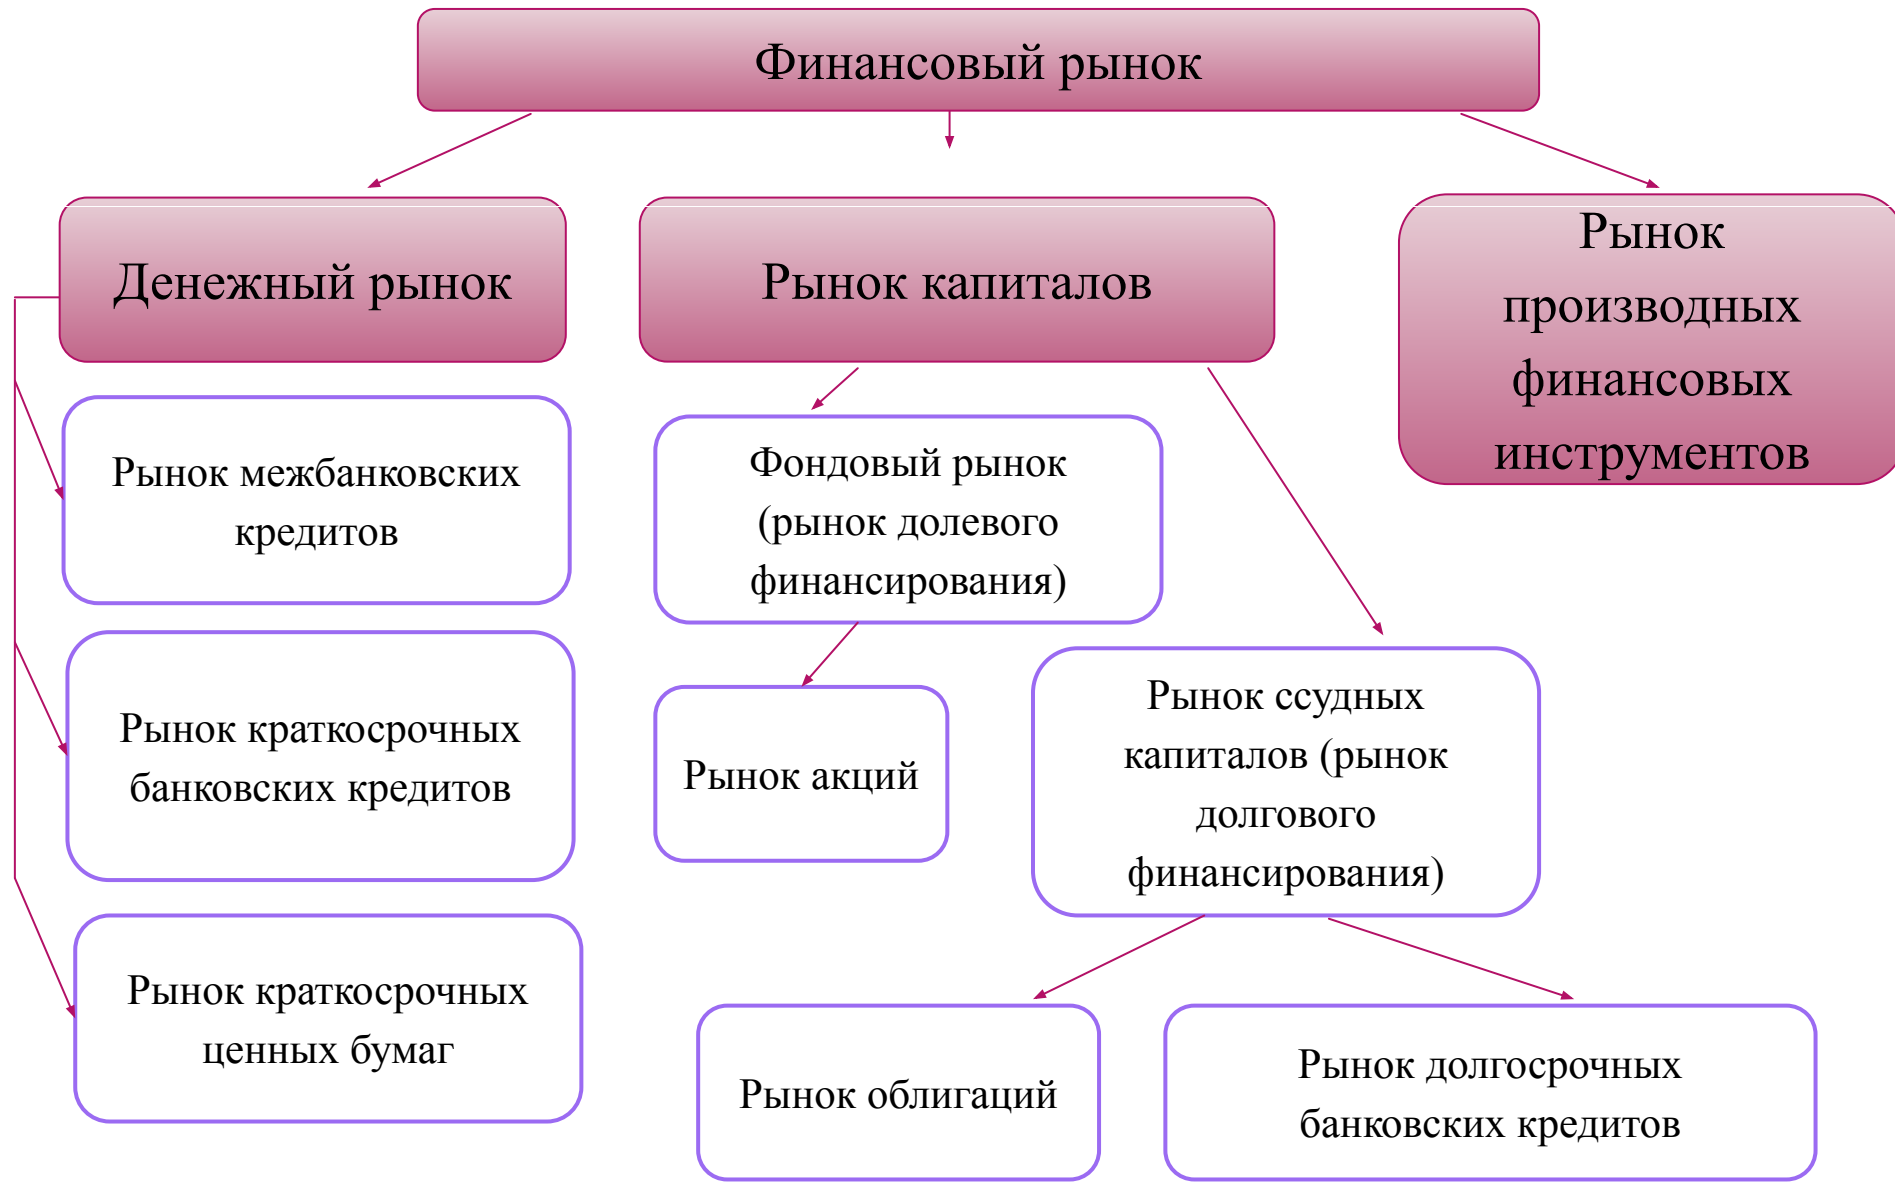 Финансовый рынок
Денежный рынок
Рынок капиталов
Рынок
производных
финансовых
инструментов
Рынок межбанковских
кредитов
Фондовый рынок
(рынок долевого
финансирования)
Рынок краткосрочных
банковских кредитов
Рынок акций
Рынок ссудных
капиталов (рынок
долгового
финансирования)
Рынок краткосрочных
ценных бумаг
Рынок облигаций
Рынок долгосрочных
банковских кредитов